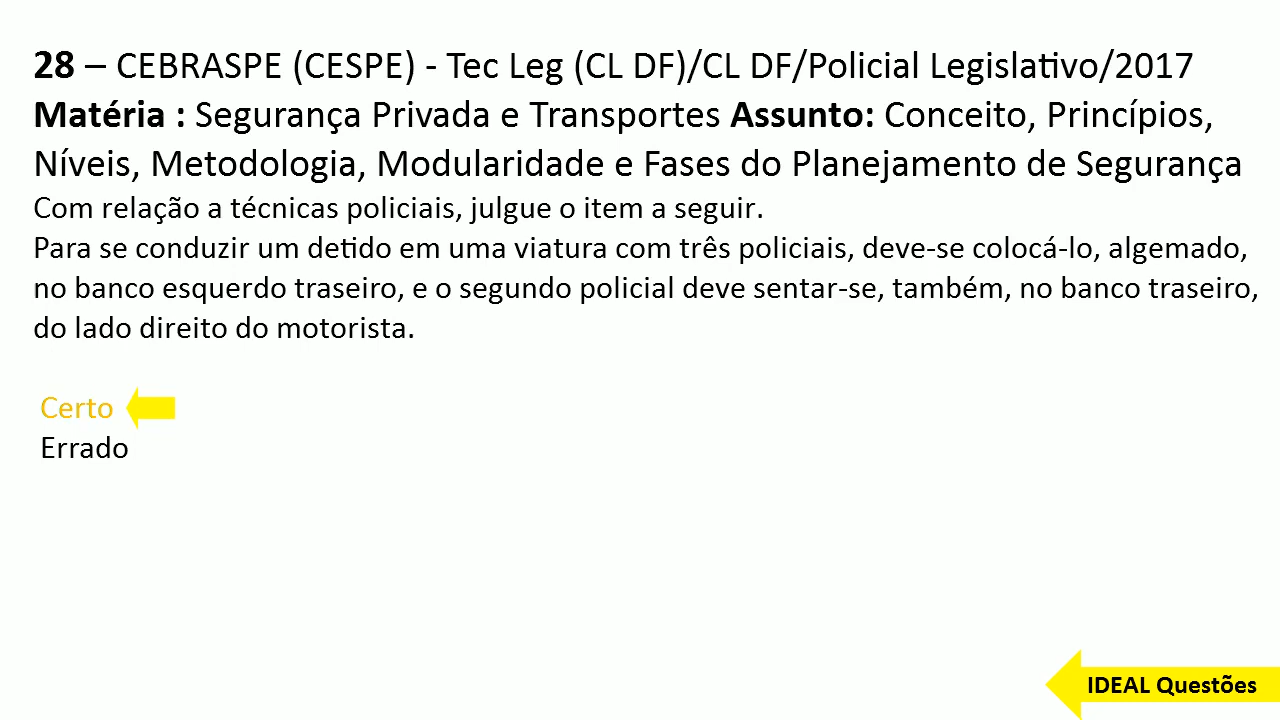 28 – CEBRASPE (CESPE) - Tec Leg (CL DF)/CL DF/Policial Legislativo/2017
Matéria : Segurança Privada e Transportes Assunto: Conceito, Princípios,
Níveis, Metodologia, Modularidade e Fases do Planejamento de Segurança
Com relação a técnicas policiais, julgue o item a seguir.
Para se conduzir um detido em uma viatura com três policiais, deve-se colocá-lo, algemado,
no banco esquerdo traseiro, e o segundo policial deve sentar-se, também, no banco traseiro,
do lado direito do motorista.
Certo
Errado
IDEAL Questões